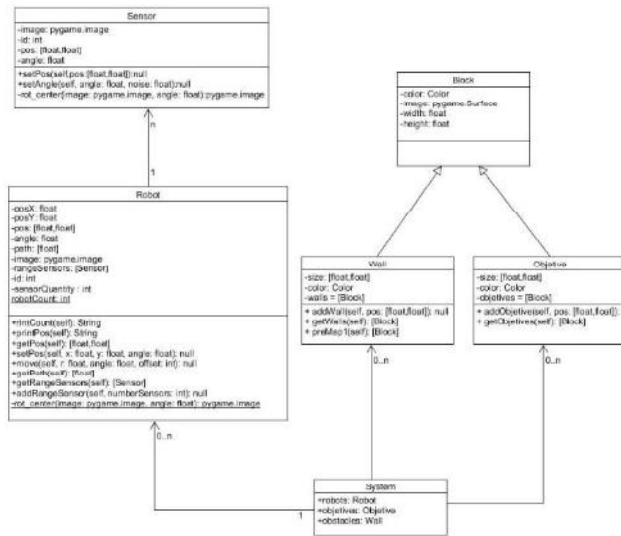 Sensor
-image: pygame.image
-id: int
-pos: [float,float]
-angle: float
+setPos(self,pos:[float,float]):null
+setAngle(self, angle: float, noise: float):null
-rot_center(image: pygame.image, angle: float):pygame.image
n
1
Robot
-posX: float
-posY: float
-pos: [float,float]
-angle: float
-path: [float]
-image: pygame.image
-rangeSensors: [Sensor]
-id: int
-sensorQuantity : int
robotCount: int
+rintCount(self): String
+printPos(self): String
+getPos(self): [float,float]
+setPos(self, x: float, y: float, angle: float): null
+move(self, r: float, angle: float, offset: int): null
+getPath(self): [float]
+getRangeSensors(self): [Sensor]
+addRangeSensor(self, numberSensors: int): null
-rot_center(image: pygame.image, angle: float): pygame.image
0..n
Block
-color: Color
-image: pygame.Surface
-width: float
-height: float
Wall
-size: [float,float]
-color: Color
-walls = [Block]
+ addWall(self, pos: [float,float]): null
+ getWalls(self): [Block]
+ preMap1(self): [Block]
0..n
Objetive
-size: [float,float]
-color: Color
-objetives = [Block]
+ addObjetive(self, pos: [float,float]):
+ getObjetives(self): [Block]
0..n
System
+robots: Robot
+objetives: Objetive
+obstacles: Wall
1